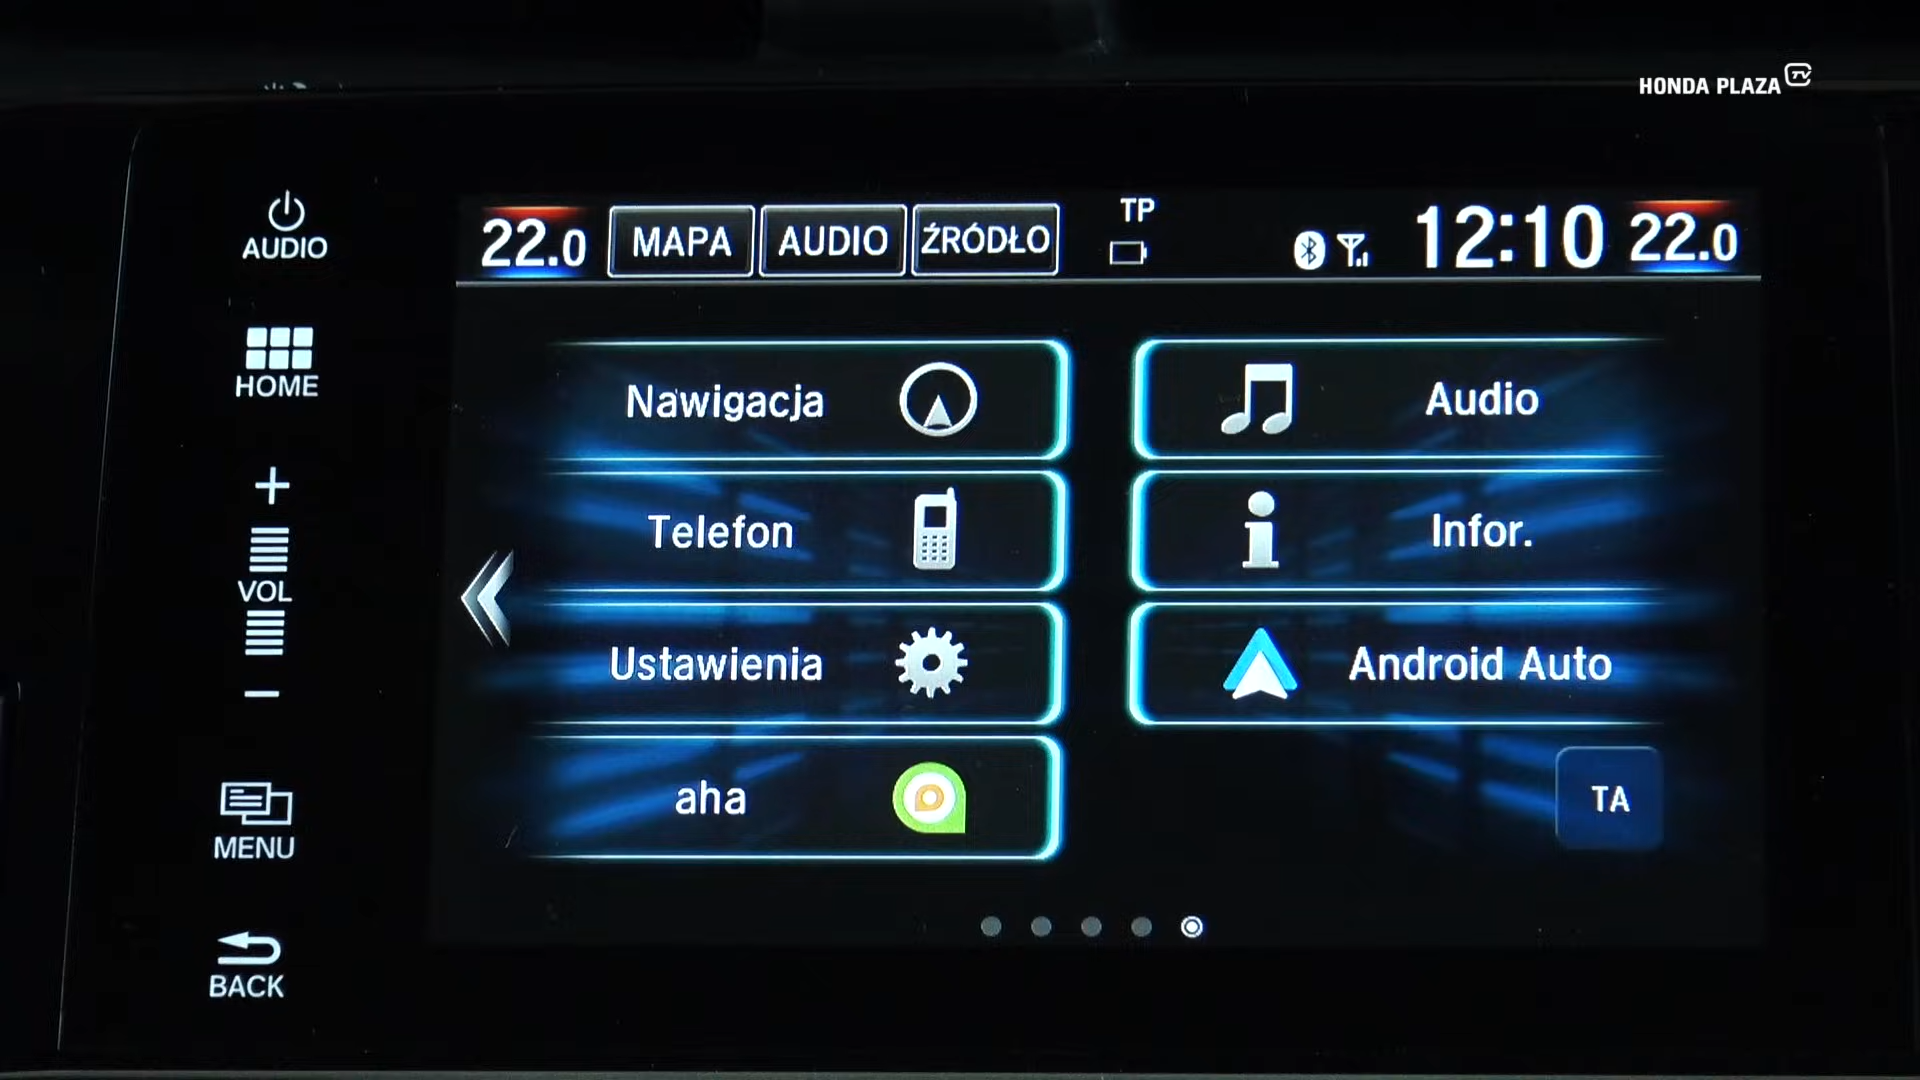 HONDA PLAZA TV
AUDIO
HOME
+
VOL
−
MENU
BACK
22.0 MAPA AUDIO ŹRÓDŁO TP 12:10 22.0
Nawigacja
Audio
Telefon
Infor.
Ustawienia
Android Auto
aha
TA